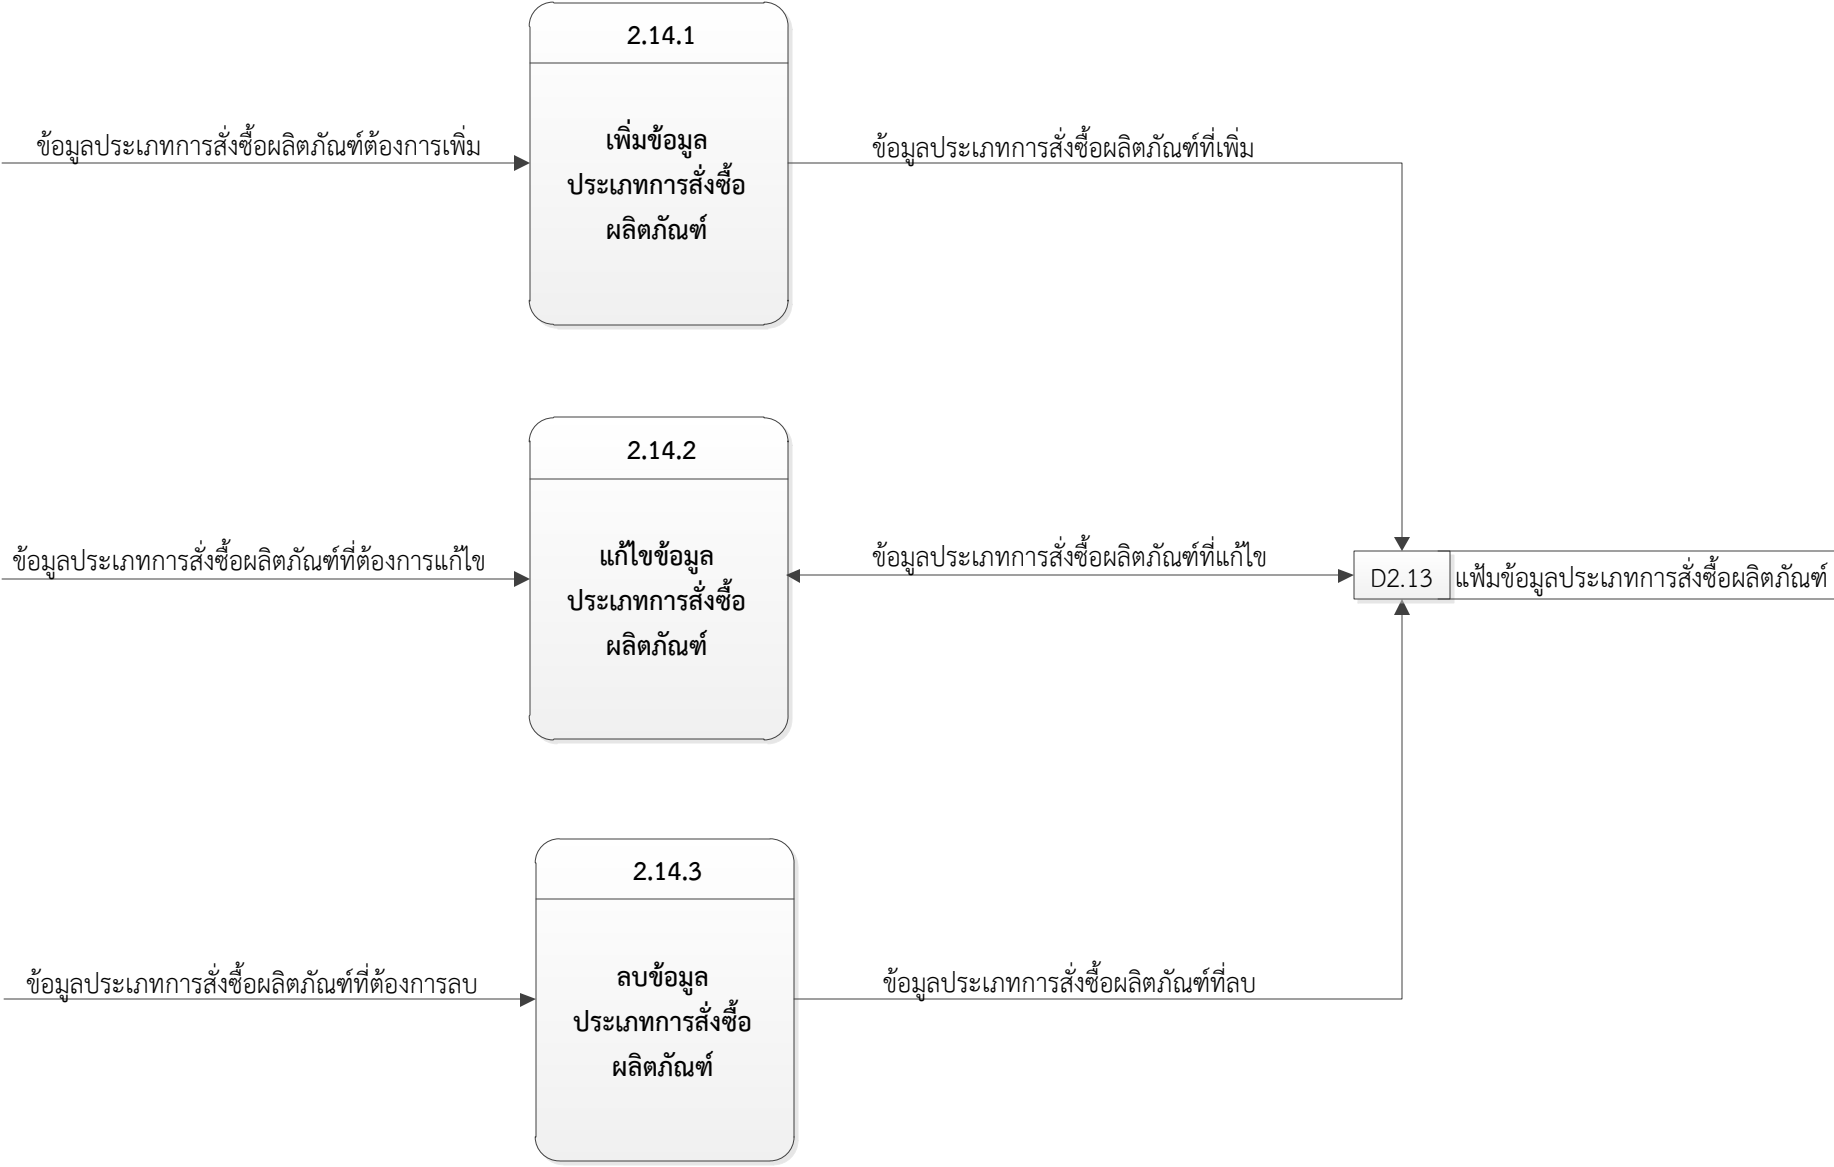 2.14.1
ข้อมูลประเภทการสั่งซื้อผลิตภัณฑ์ต้องการเพิ่ม
เพิ่มข้อมูล
ประเภทการสั่งซื้อ
ผลิตภัณฑ์
ข้อมูลประเภทการสั่งซื้อผลิตภัณฑ์ที่เพิ่ม
2.14.2
ข้อมูลประเภทการสั่งซื้อผลิตภัณฑ์ที่ต้องการแก้ไข
แก้ไขข้อมูล
ประเภทการสั่งซื้อ
ผลิตภัณฑ์
ข้อมูลประเภทการสั่งซื้อผลิตภัณฑ์ที่แก้ไข
D2.13 แฟ้มข้อมูลประเภทการสั่งซื้อผลิตภัณฑ์
2.14.3
ข้อมูลประเภทการสั่งซื้อผลิตภัณฑ์ที่ต้องการลบ
ลบข้อมูล
ประเภทการสั่งซื้อ
ผลิตภัณฑ์
ข้อมูลประเภทการสั่งซื้อผลิตภัณฑ์ที่ลบ